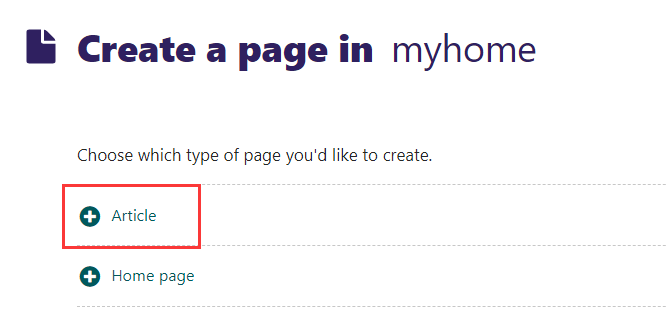 Create a page in myhome
Choose which type of page you'd like to create.
Article
Home page